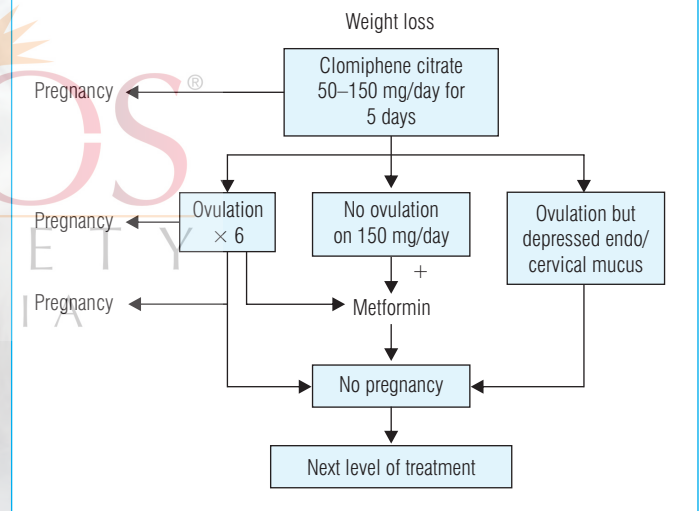 Weight loss
Clomiphene citrate
50–150 mg/day for
5 days
Pregnancy
®
OS
Ovulation
× 6
No ovulation
on 150 mg/day
Ovulation but
depressed endo/
cervical mucus
Pregnancy
E T Y
+
Pregnancy
Metformin
I A
No pregnancy
Next level of treatment